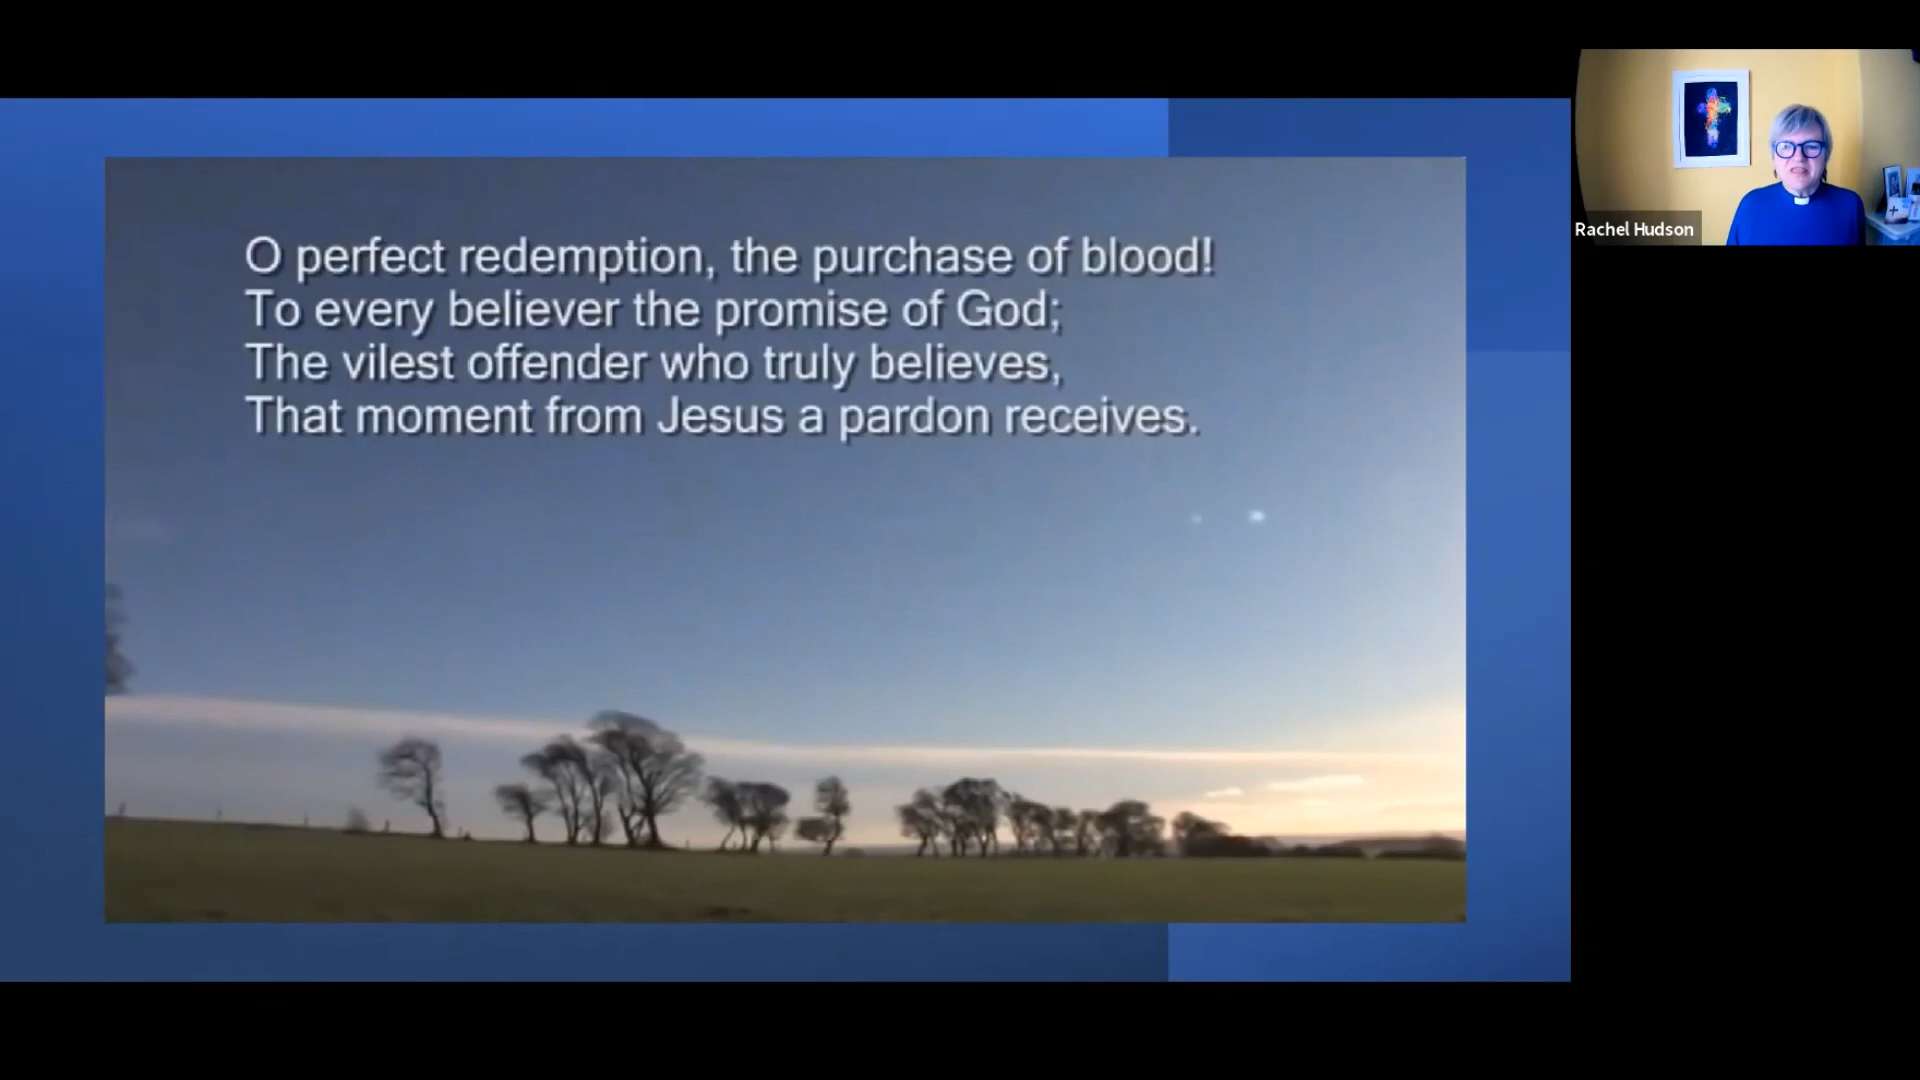 O perfect redemption, the purchase of blood!
To every believer the promise of God;
The vilest offender who truly believes,
That moment from Jesus a pardon receives.
Rachel Hudson